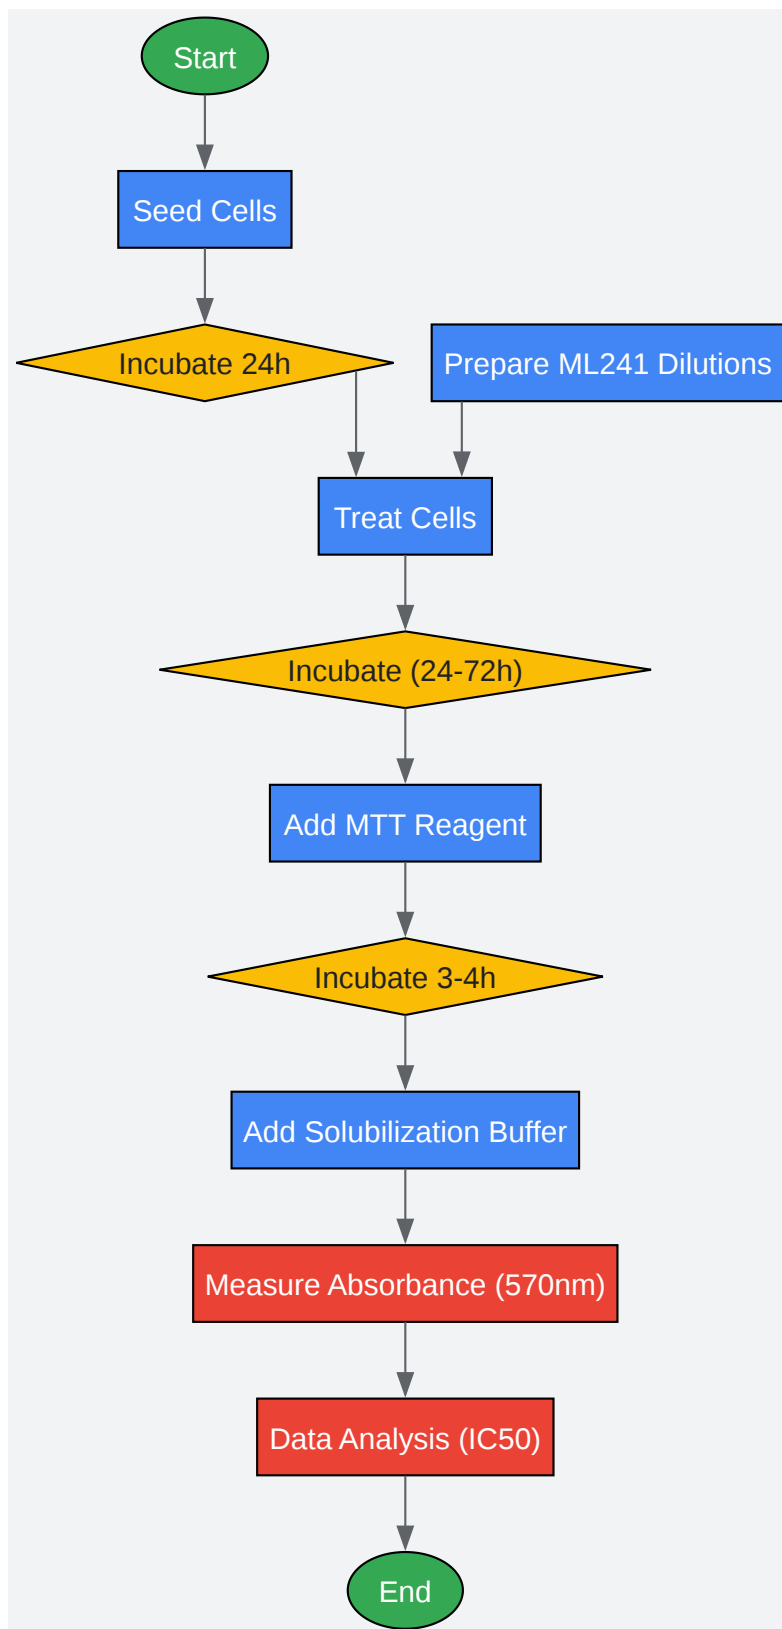 Start
Seed Cells
Incubate 24h
Prepare ML241 Dilutions
Treat Cells
Incubate (24-72h)
Add MTT Reagent
Incubate 3-4h
Add Solubilization Buffer
Measure Absorbance (570nm)
Data Analysis (IC50)
End